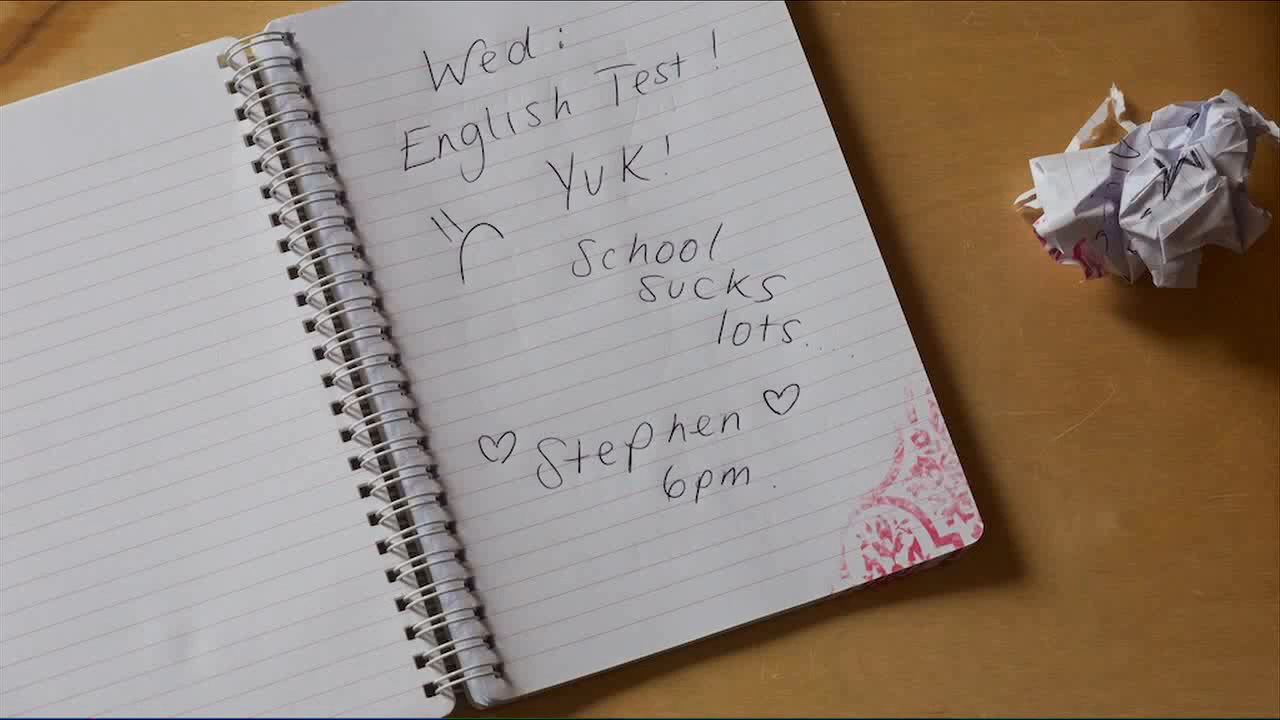 Wed:
English Test!
Yuk!
School
sucks
lots....
Stephen
6pm.